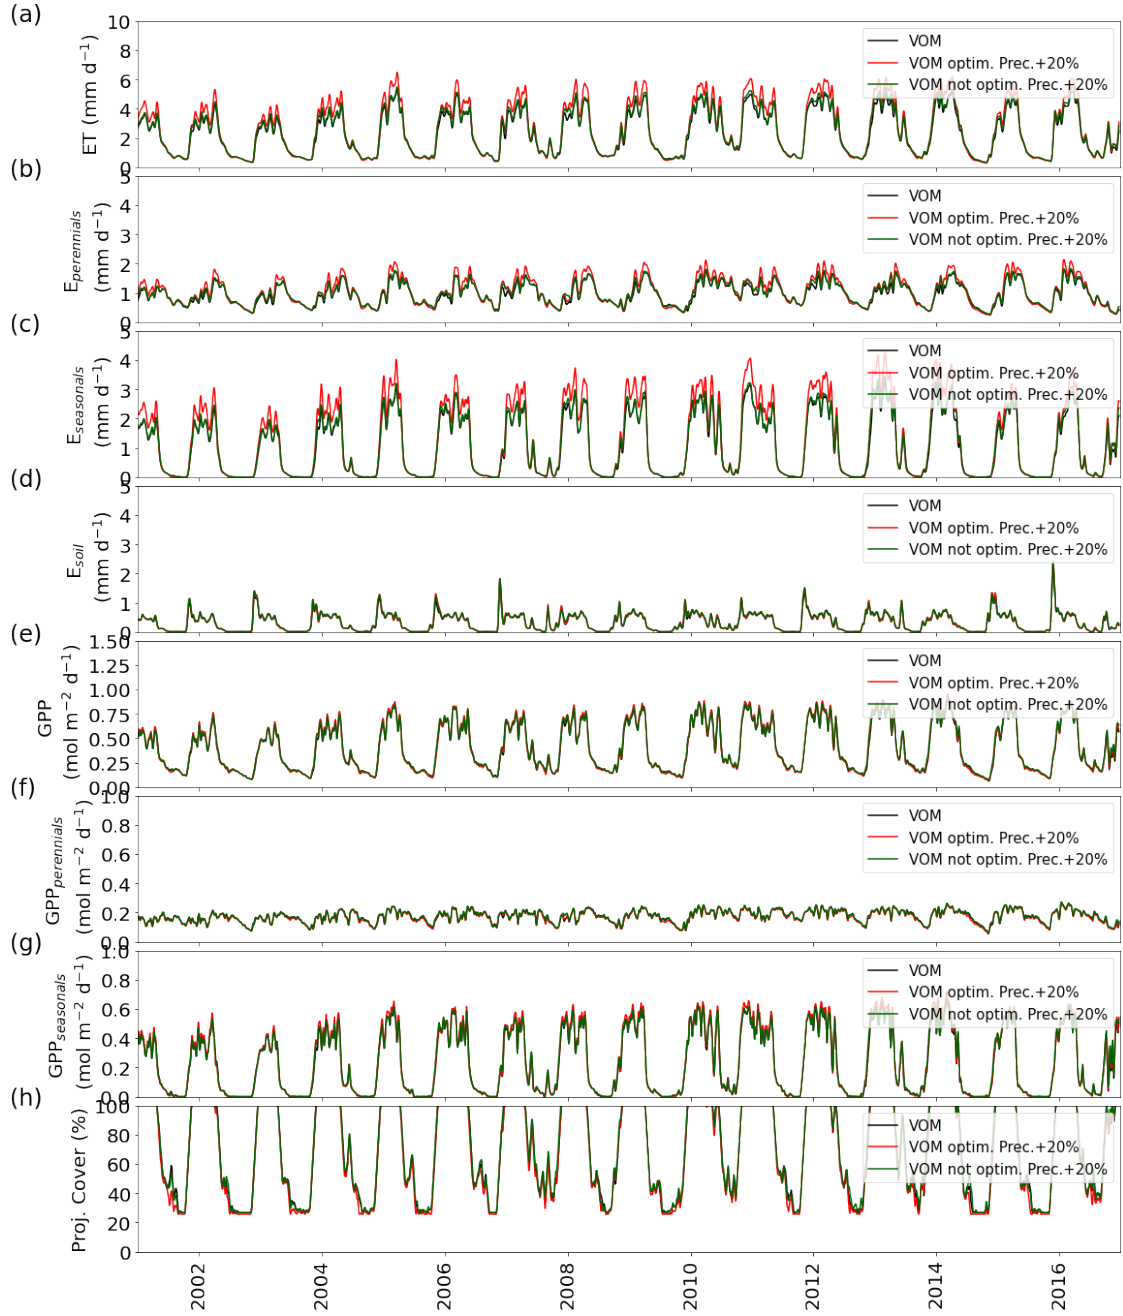 (a)
10
8
6
4
2
0
ET (mm d⁻¹)
VOM
VOM optim. Prec.+20%
VOM not optim. Prec.+20%
(b)
5
4
3
2
1
0
E_perennials
(mm d⁻¹)
VOM
VOM optim. Prec.+20%
VOM not optim. Prec.+20%
(c)
5
4
3
2
1
0
E_seasonals
(mm d⁻¹)
VOM
VOM optim. Prec.+20%
VOM not optim. Prec.+20%
(d)
5
4
3
2
1
0
E_soil
(mm d⁻¹)
VOM
VOM optim. Prec.+20%
VOM not optim. Prec.+20%
(e)
1.50
1.25
1.00
0.75
0.50
0.25
0.00
GPP
(mol m⁻² d⁻¹)
VOM
VOM optim. Prec.+20%
VOM not optim. Prec.+20%
(f)
1.0
0.8
0.6
0.4
0.2
0.0
GPP_perennials
(mol m⁻² d⁻¹)
VOM
VOM optim. Prec.+20%
VOM not optim. Prec.+20%
(g)
1.0
0.8
0.6
0.4
0.2
0.0
GPP_seasonals
(mol m⁻² d⁻¹)
VOM
VOM optim. Prec.+20%
VOM not optim. Prec.+20%
(h)
100
80
60
40
20
0
Proj. Cover (%)
VOM
VOM optim. Prec.+20%
VOM not optim. Prec.+20%
2002
2004
2006
2008
2010
2012
2014
2016